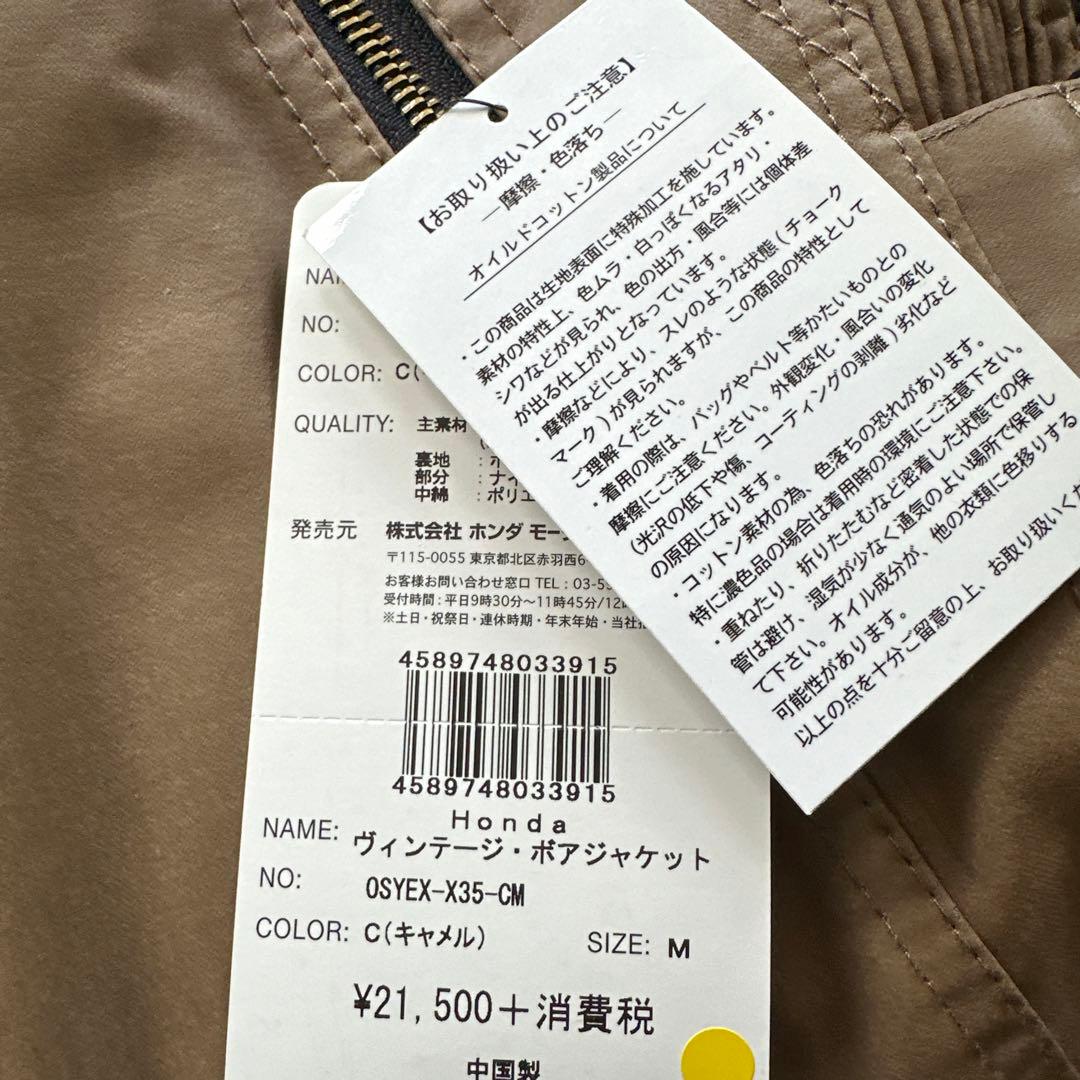 【お取り扱い上のご注意】
―摩擦・色落ち―
オイルドコットン製品について
・この商品は生地表面に特殊加工を施しています。
素材の特性上、色ムラ・白っぽくなるアタリ・
シワなどが見られ、色の出方・風合等には個体差
が出る仕上がりとなっています。
・摩擦などにより、スレのような状態(チョーク
マーク)が見られますが、この商品の特性として
ご理解ください。
・着用の際は、バッグやベルト等かたいものとの
摩擦にご注意ください。外観変化・風合いの変化
(光沢の低下や傷、コーティングの剥離)劣化など
の原因になります。
・コットン素材の為、色落ちの恐れがあります。
特に濃色品の場合は着用時の環境にご注意下さい。
・重ねたり、折りたたむなど密着した状態での保
管は避け、湿気が少なく通気のよい場所で保管し
て下さい。オイル成分が、他の衣類に色移りする
可能性があります。
以上の点を十分ご留意の上、お取り扱いくだ
NO:
COLOR: C(
QUALITY: 主素材
裏地 :
部分 : ナイ
中綿 : ポリエ
発売元 株式会社 ホンダ モー
〒115-0055 東京都北区赤羽西6
お客様お問い合わせ窓口 TEL : 03-5
受付時間 : 平日9時30分〜11時45分/12
※土日・祝祭日・連休時期・年末年始・当社
4589748033915
4589748033915
Honda
NAME: ヴィンテージ・ボアジャケット
NO: OSYEX-X35-CM
COLOR: C(キャメル) SIZE: M
¥21,500+消費税
中国製